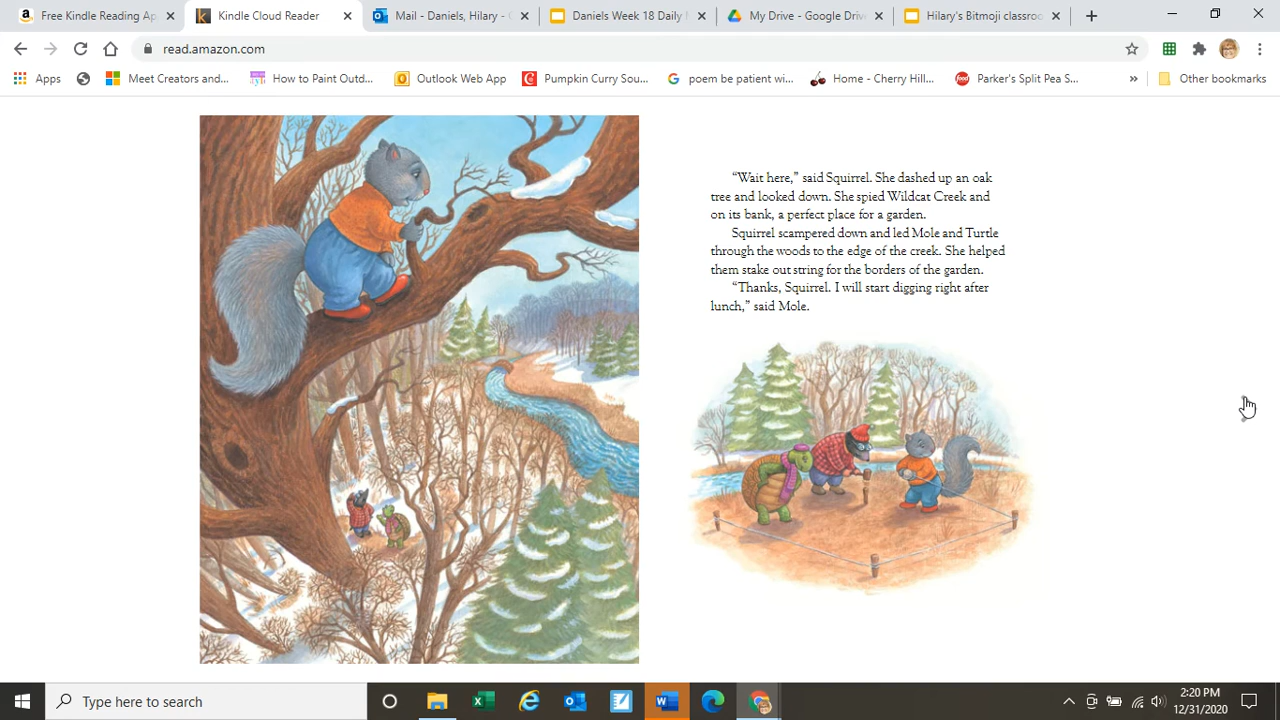 Free Kindle Reading Ap
Kindle Cloud Reader
Mail - Daniels, Hilary -
Daniels Week 18 Daily
My Drive - Google Driv
Hilary's Bitmoji classroo
read.amazon.com
Apps
Meet Creators and...
How to Paint Outd...
Outlook Web App
Pumpkin Curry Sou...
poem be patient wi...
Home - Cherry Hill...
Parker's Split Pea S...
Other bookmarks
“Wait here,” said Squirrel. She dashed up an oak
tree and looked down. She spied Wildcat Creek and
on its bank, a perfect place for a garden.
Squirrel scampered down and led Mole and Turtle
through the woods to the edge of the creek. She helped
them stake out string for the borders of the garden.
“Thanks, Squirrel. I will start digging right after
lunch,” said Mole.
Type here to search
2:20 PM
12/31/2020